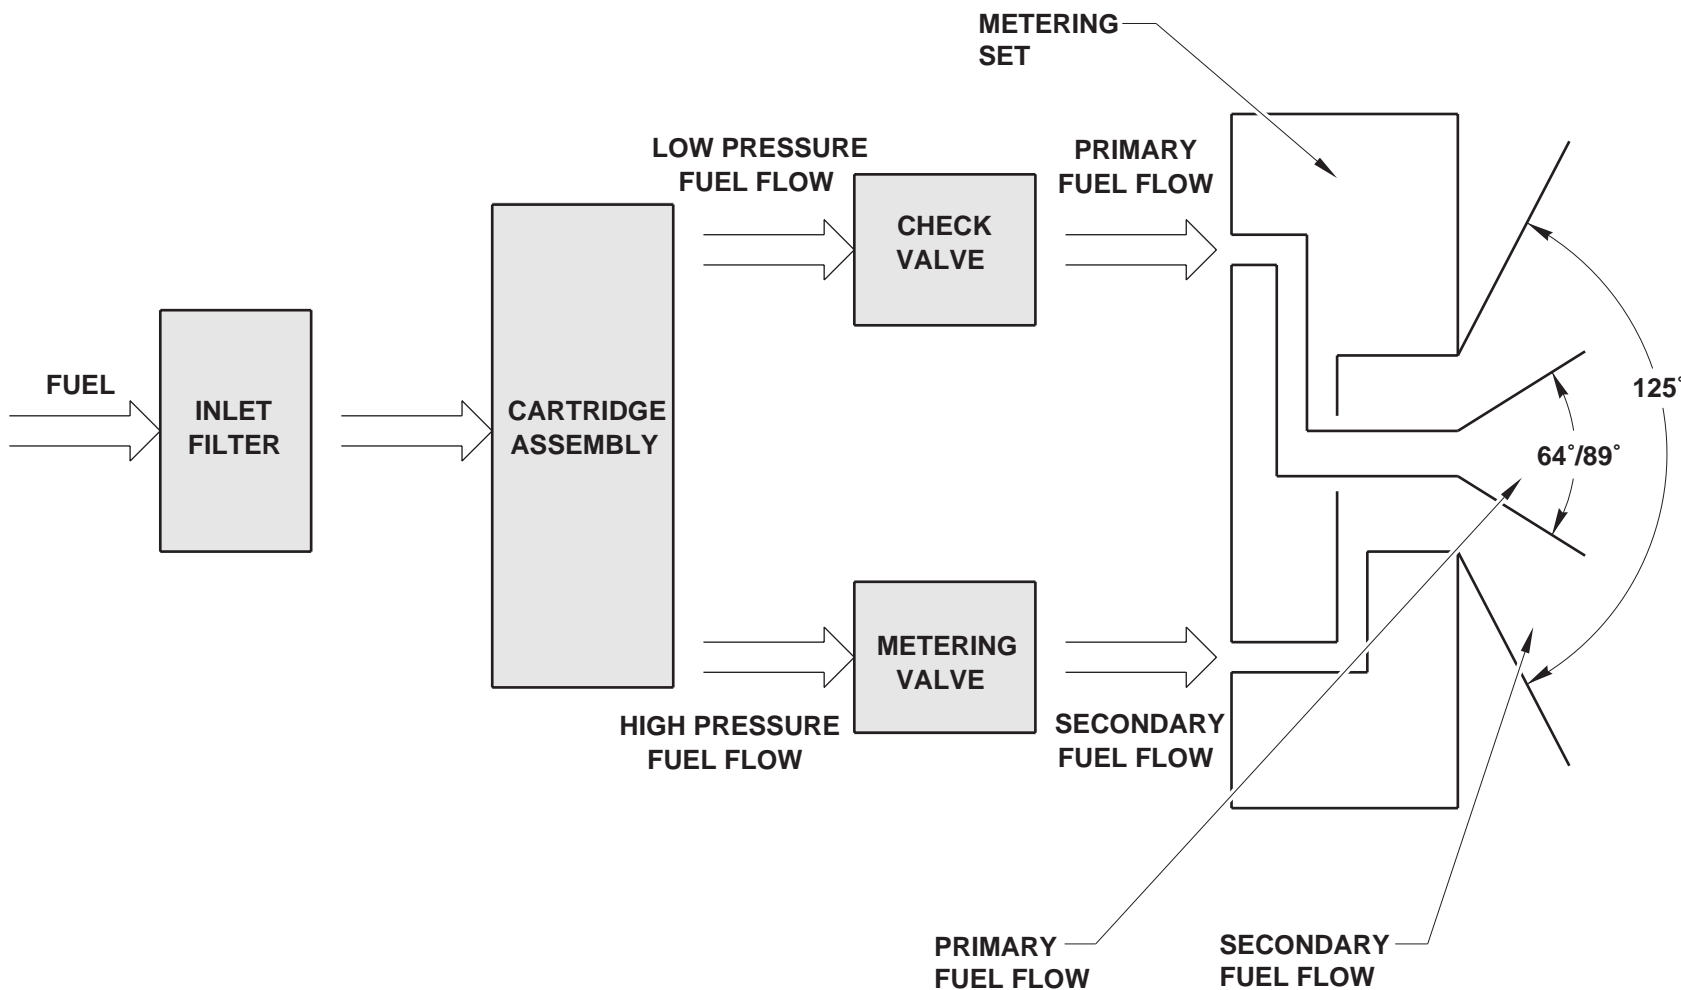 METERING
SET
LOW PRESSURE
FUEL FLOW
PRIMARY
FUEL FLOW
CHECK
VALVE
FUEL
INLET
FILTER
CARTRIDGE
ASSEMBLY
125°
64°/89°
METERING
VALVE
HIGH PRESSURE
FUEL FLOW
SECONDARY
FUEL FLOW
PRIMARY
FUEL FLOW
SECONDARY
FUEL FLOW